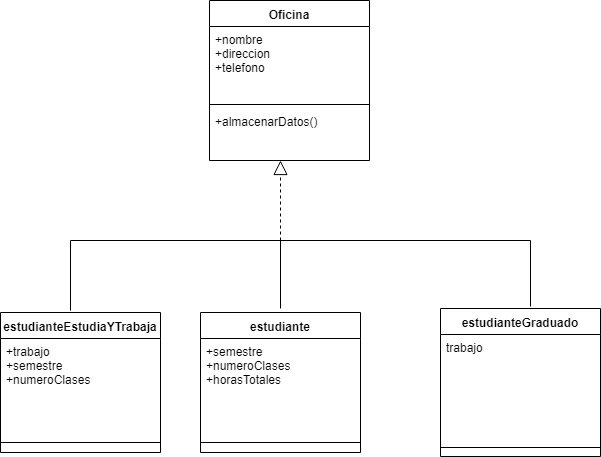 Oficina
+nombre
+direccion
+telefono
+almacenarDatos()
estudianteEstudiaYTrabaja
+trabajo
+semestre
+numeroClases
estudiante
+semestre
+numeroClases
+horasTotales
estudianteGraduado
trabajo